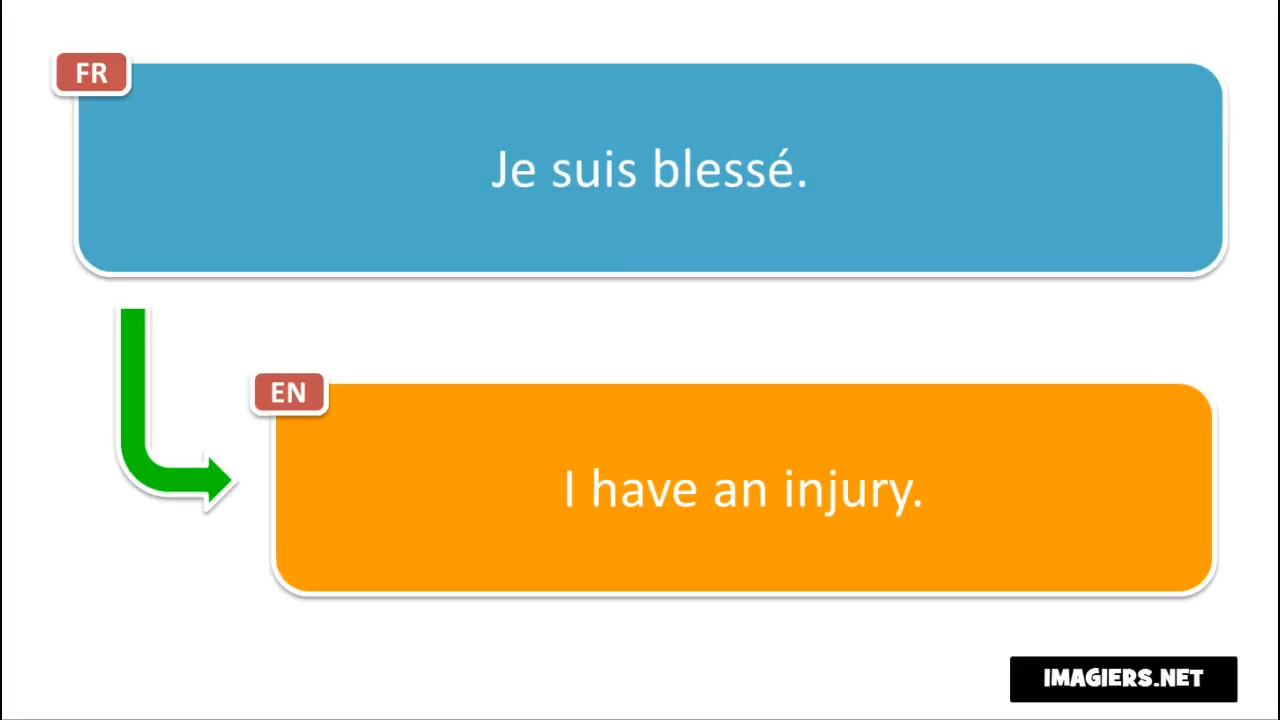 FR
Je suis blessé.
EN
I have an injury.
IMAGIERS.NET